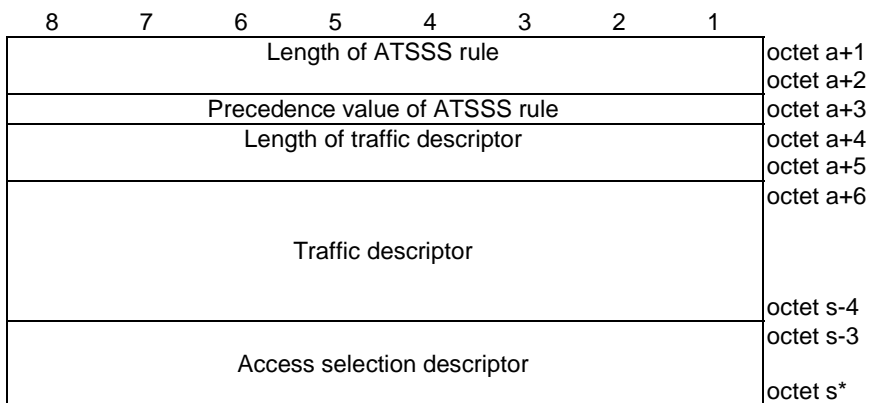 8 7 6 5 4 3 2 1
Length of ATSSS rule octet a+1
octet a+2
Precedence value of ATSSS rule octet a+3
Length of traffic descriptor octet a+4
octet a+5
octet a+6
Traffic descriptor
octet s-4
octet s-3
Access selection descriptor
octet s*